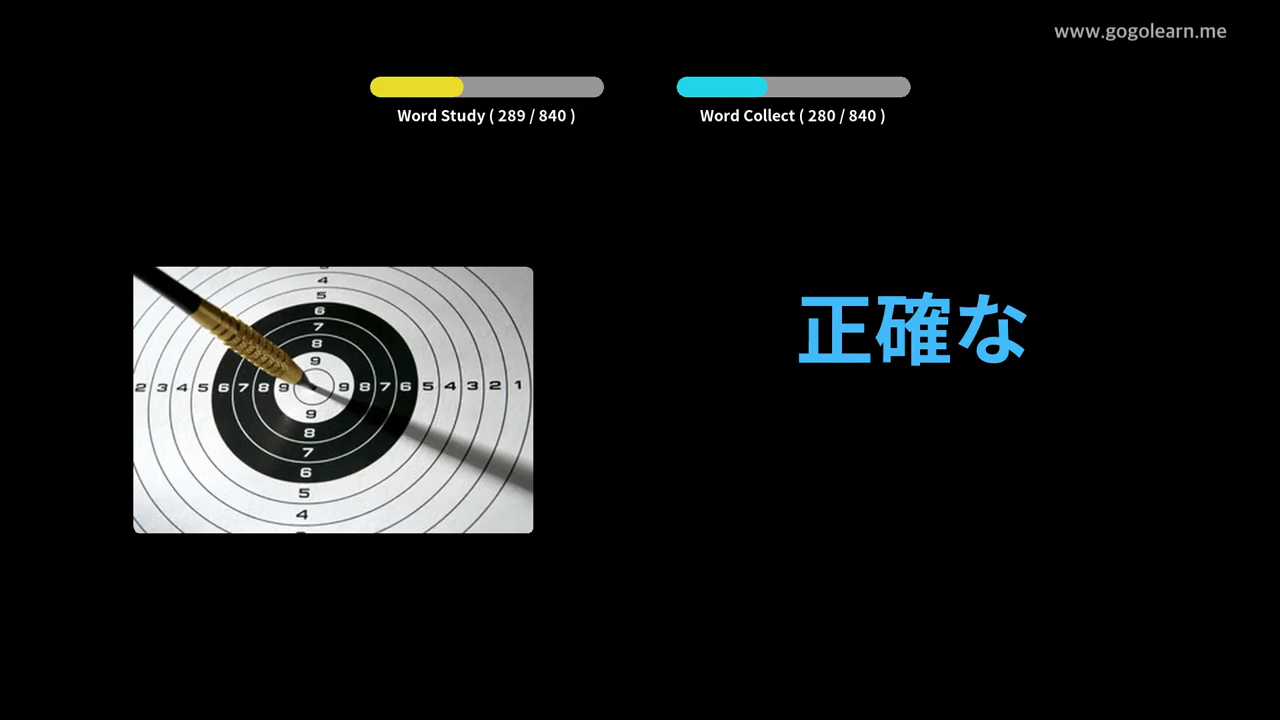 www.gogolearn.me
Word Study ( 289 / 840 )
Word Collect ( 280 / 840 )
正確な
4
5
6
7
8
9
2 3 4 5 6 7 8 9 9 8 7 6 5 4 3 2 1
9
8
7
6
5
4